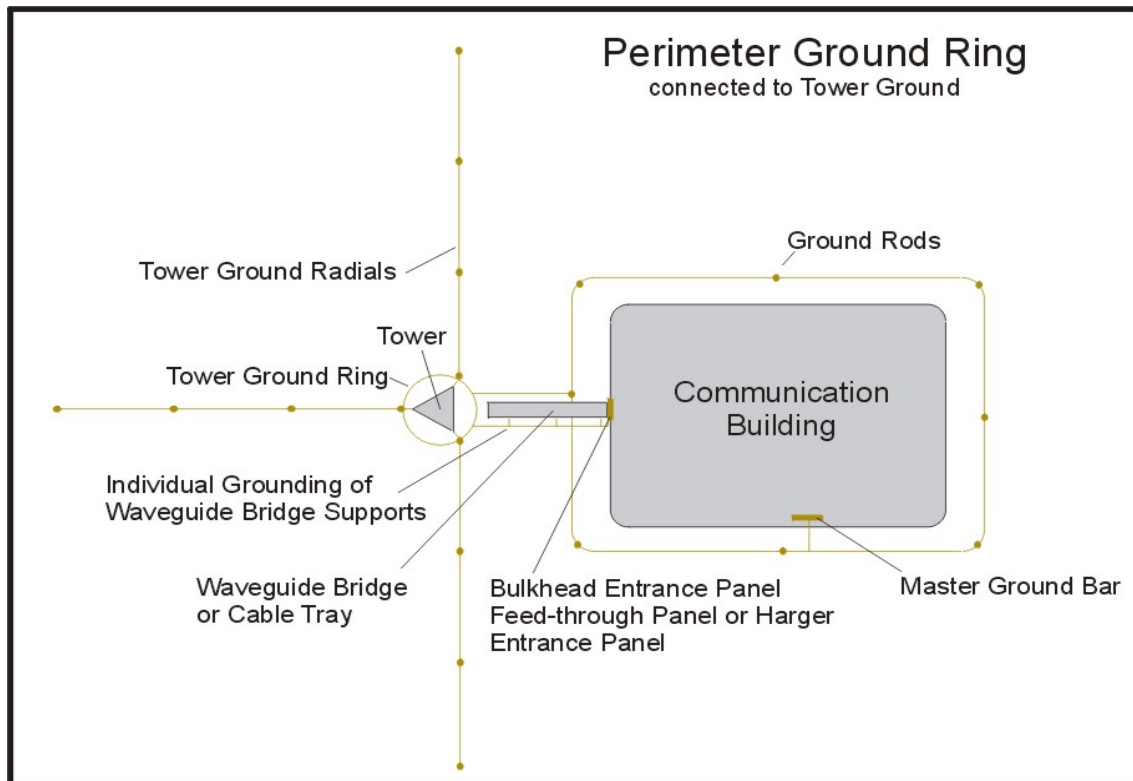 Perimeter Ground Ring
connected to Tower Ground
Ground Rods
Tower Ground Radials
Tower
Tower Ground Ring
Communication
Building
Individual Grounding of
Waveguide Bridge Supports
Waveguide Bridge
or Cable Tray
Bulkhead Entrance Panel
Feed-through Panel or Harger
Entrance Panel
Master Ground Bar